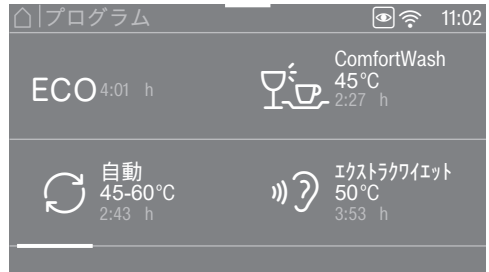 プログラム 11:02
ECO 4:01 h
ComfortWash
45°C
2:27 h
自動
45-60°C
2:43 h
ｴｸｽﾄﾗｸﾜｲｴｯﾄ
50°C
3:53 h